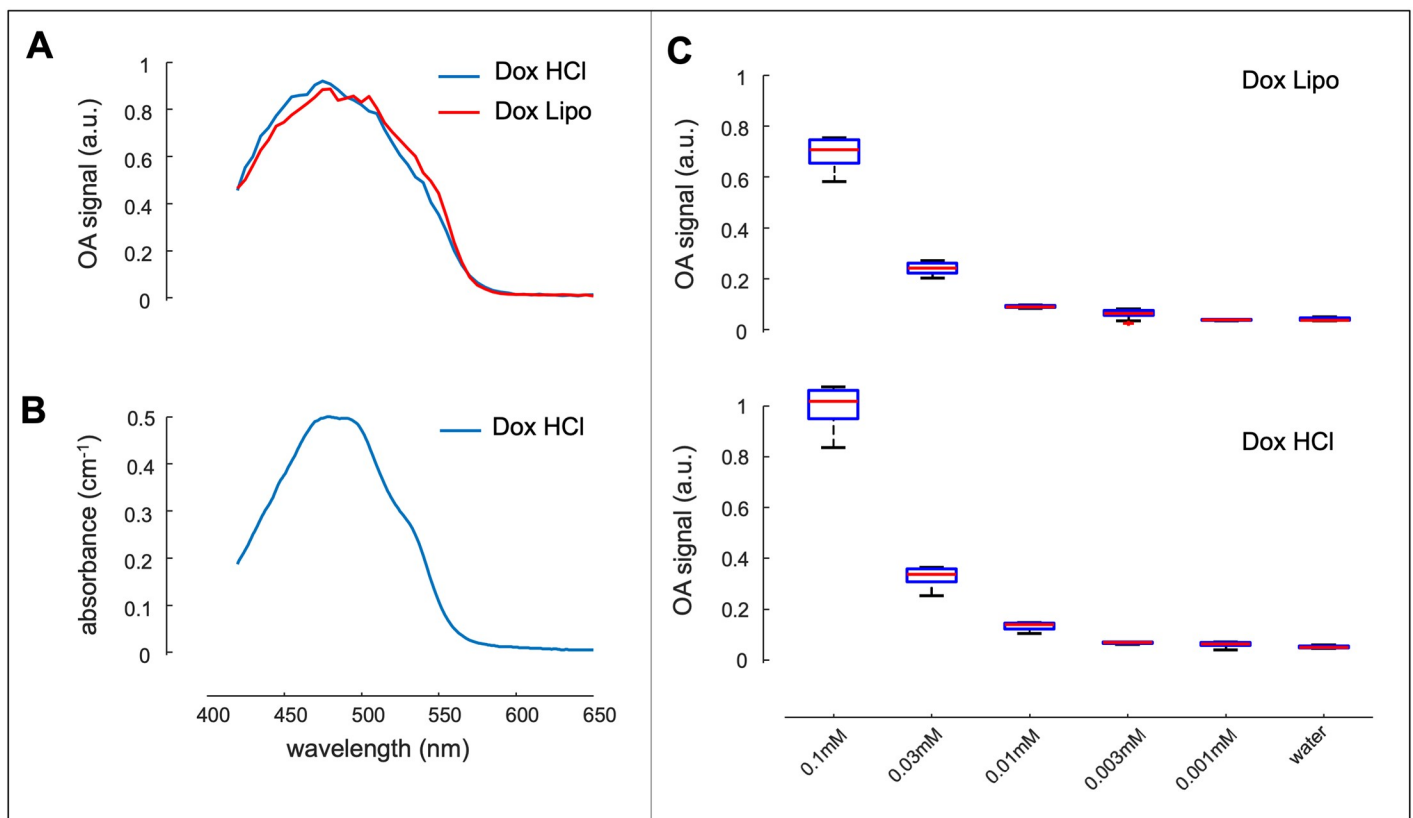 A
Dox HCl
Dox Lipo
OA signal (a.u.)
1
0.8
0.6
0.4
0.2
0
B
Dox HCl
absorbance (cm-1)
0.5
0.4
0.3
0.2
0.1
0
400 450 500 550 600 650
wavelength (nm)
C
Dox Lipo
OA signal (a.u.)
1
0.8
0.6
0.4
0.2
0
Dox HCl
OA signal (a.u.)
1
0.8
0.6
0.4
0.2
0
0.1mM 0.03mM 0.01mM 0.003mM 0.001mM water